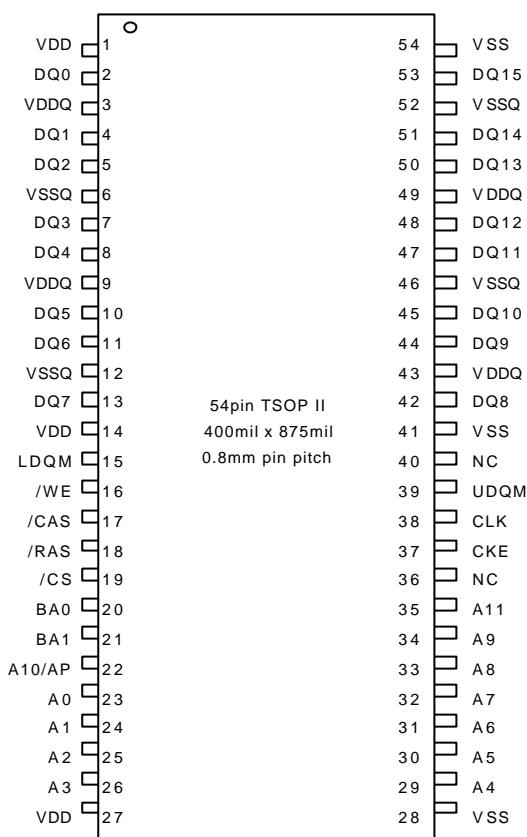 VDD 1 54 VSS
DQ0 2 53 DQ15
VDDQ 3 52 VSSQ
DQ1 4 51 DQ14
DQ2 5 50 DQ13
VSSQ 6 49 VDDQ
DQ3 7 48 DQ12
DQ4 8 47 DQ11
VDDQ 9 46 VSSQ
DQ5 10 45 DQ10
DQ6 11 44 DQ9
VSSQ 12 43 VDDQ
DQ7 13 42 DQ8
54pin TSOP II
VDD 14 41 VSS
400mil x 875mil
LDQM 15 40 NC
0.8mm pin pitch
/WE 16 39 UDQM
/CAS 17 38 CLK
/RAS 18 37 CKE
/CS 19 36 NC
BA0 20 35 A11
BA1 21 34 A9
A10/AP 22 33 A8
A0 23 32 A7
A1 24 31 A6
A2 25 30 A5
A3 26 29 A4
VDD 27 28 VSS